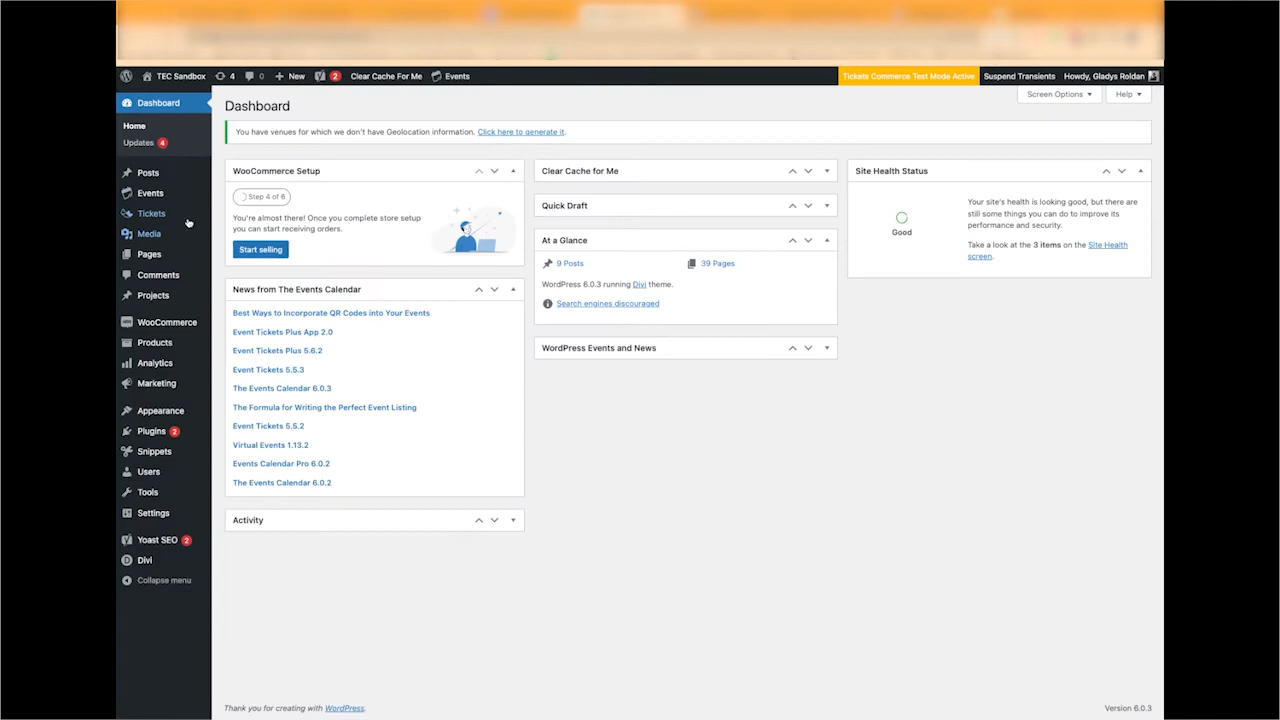 TEC Sandbox 4 0 New 2 Clear Cache For Me Events Tickets Commerce Test Mode Active Suspend Transients Howdy, Gladys Roldan
Dashboard
Home
Updates 4
Posts
Events
Tickets
Media
Pages
Comments
Projects
WooCommerce
Products
Analytics
Marketing
Appearance
Plugins 2
Snippets
Users
Tools
Settings
Yoast SEO 2
Divi
Collapse menu
Screen Options Help
Dashboard
You have venues for which we don't have Geolocation information. Click here to generate it.
WooCommerce Setup
Step 4 of 6
You're almost there! Once you complete store setup
you can start receiving orders.
Start selling
News from The Events Calendar
Best Ways to Incorporate QR Codes into Your Events
Event Tickets Plus App 2.0
Event Tickets Plus 5.6.2
Event Tickets 5.5.3
The Events Calendar 6.0.3
The Formula for Writing the Perfect Event Listing
Event Tickets 5.5.2
Virtual Events 1.13.2
Events Calendar Pro 6.0.2
The Events Calendar 6.0.2
Activity
Clear Cache for Me
Quick Draft
At a Glance
9 Posts 39 Pages
WordPress 6.0.3 running Divi theme.
Search engines discouraged
WordPress Events and News
Site Health Status
Good
Your site's health is looking good, but there are
still some things you can do to improve its
performance and security.
Take a look at the 3 items on the Site Health
screen.
Thank you for creating with WordPress.
Version 6.0.3